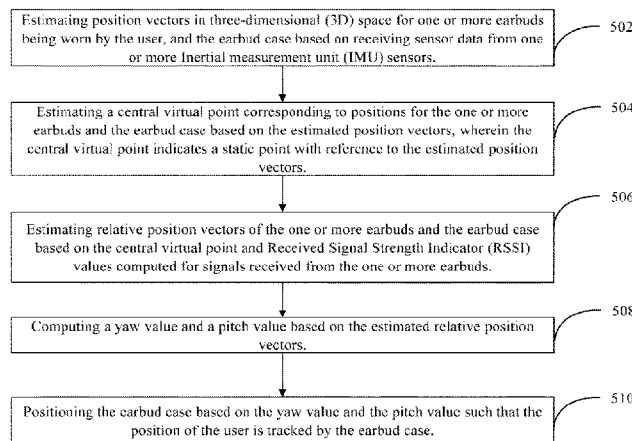 Estimating position vectors in three-dimensional (3D) space for one or more earbuds
being worn by the user, and the earbud case based on receiving sensor data from one
or more Inertial measurement unit (IMU) sensors.
502
Estimating a central virtual point corresponding to positions for the one or more
earbuds and the earbud case based on the estimated position vectors, wherein the
central virtual point indicates a static point with reference to the estimated position
vectors.
504
Estimating relative position vectors of the one or more earbuds and the earbud case
based on the central virtual point and Received Signal Strength Indicator (RSSI)
values computed for signals received from the one or more earbuds.
506
Computing a yaw value and a pitch value based on the estimated relative position
vectors.
508
Positioning the earbud case based on the yaw value and the pitch value such that the
position of the user is tracked by the earbud case.
510